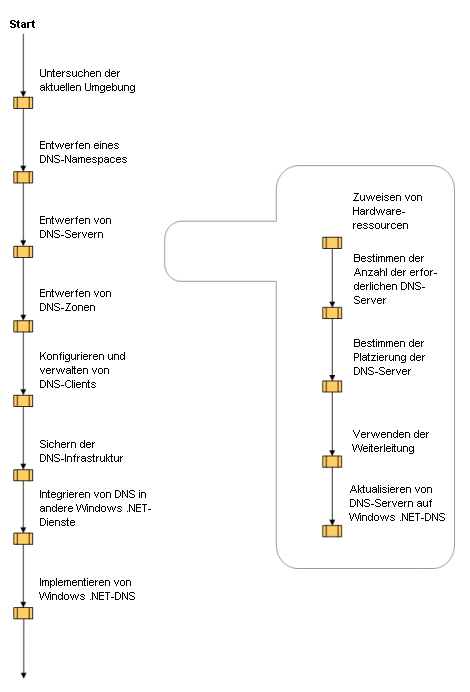 Start
Untersuchen der
aktuellen Umgebung
Entwerfen eines
DNS-Namespaces
Entwerfen von
DNS-Servern
Entwerfen von
DNS-Zonen
Konfigurieren und
verwalten von
DNS-Clients
Sichern der
DNS-Infrastruktur
Integrieren von DNS in
andere Windows .NET-
Dienste
Implementieren von
Windows .NET-DNS
Zuweisen von
Hardware-
ressourcen
Bestimmen der
Anzahl der erfor-
derlichen DNS-
Server
Bestimmen der
Platzierung der
DNS-Server
Verwenden der
Weiterleitung
Aktualisieren von
DNS-Servern auf
Windows .NET-DNS